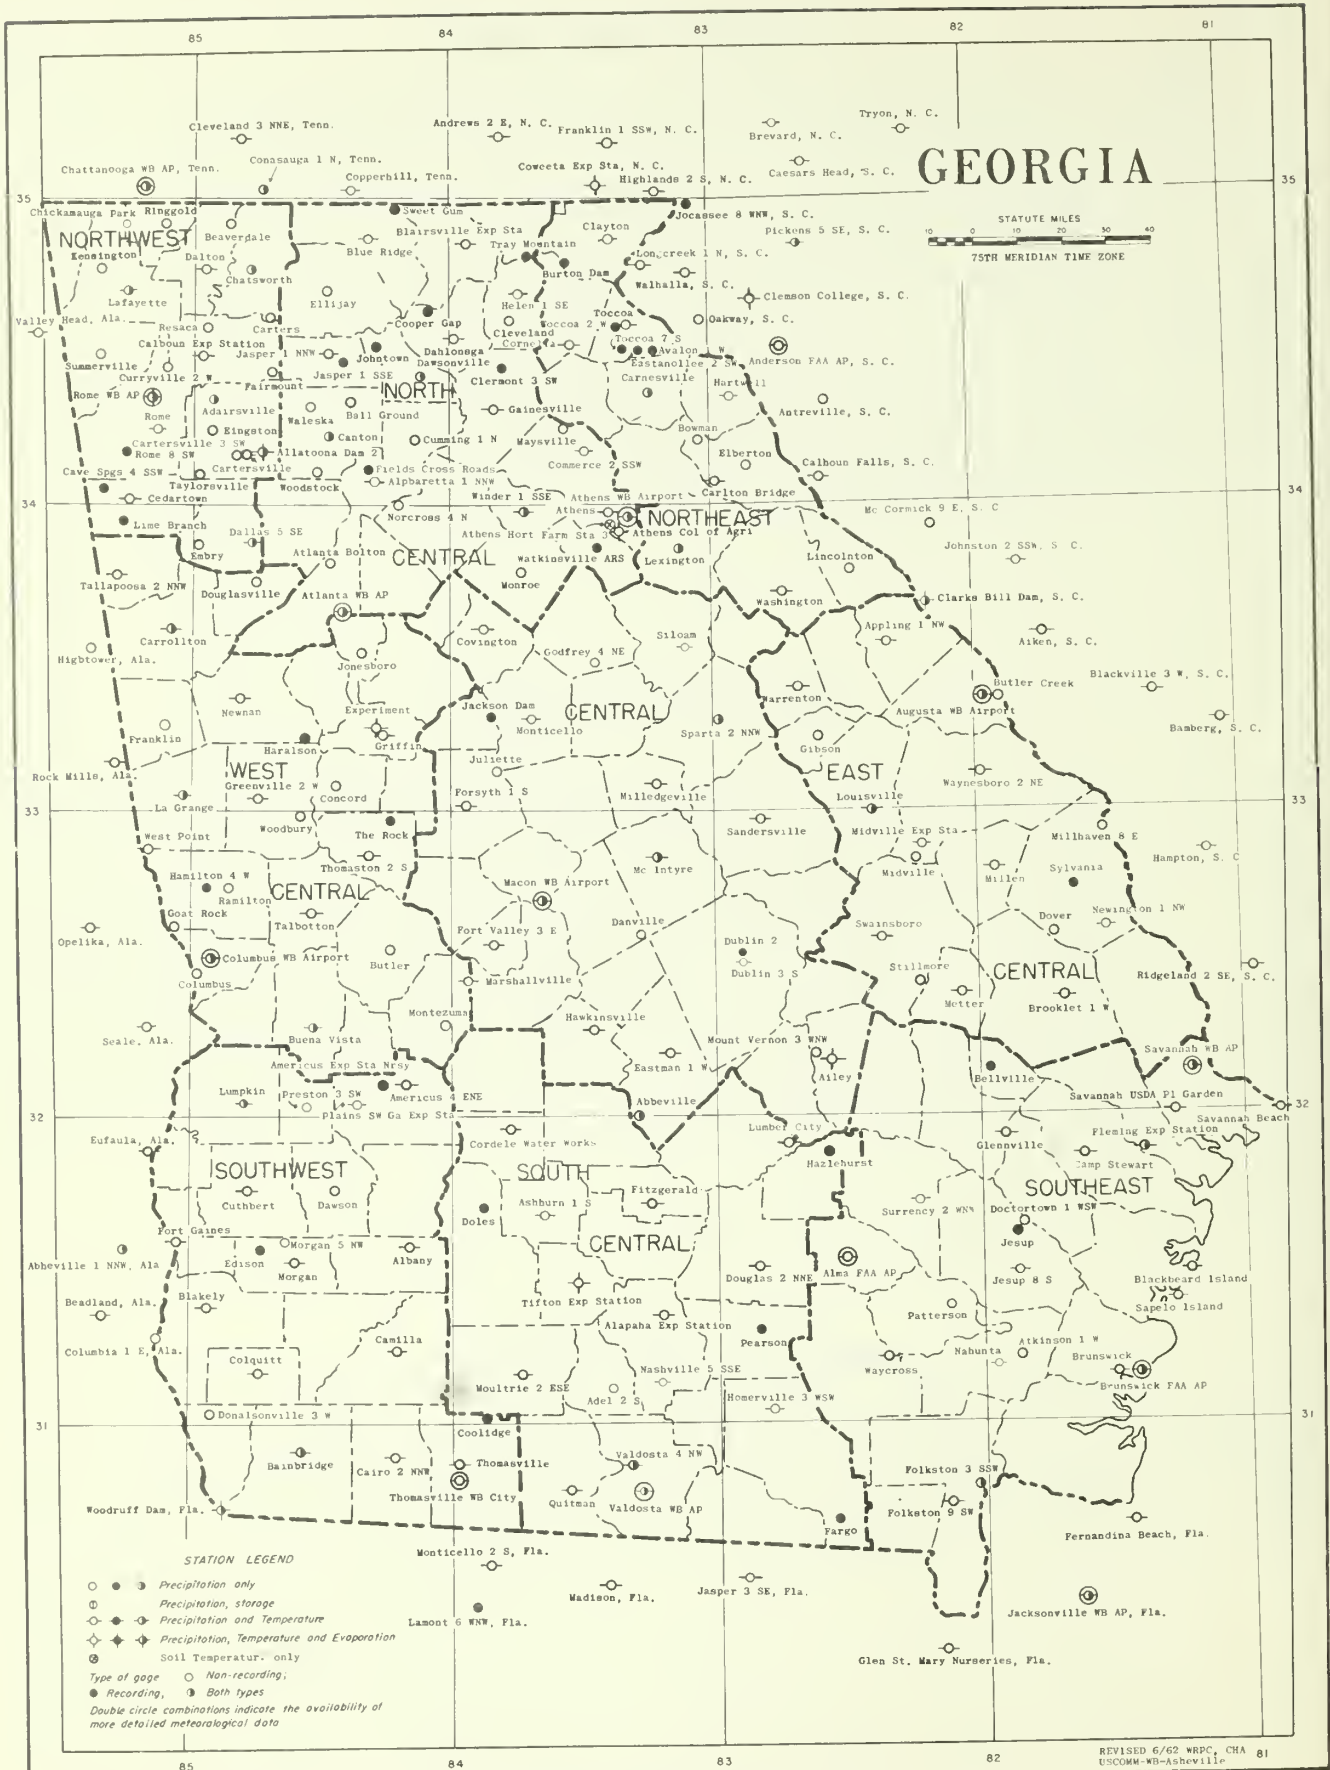 85 84 83 82 81
Cleveland 3 NNE, Tenn.
Andrews 2 E, N. C.
Franklin 1 SSW, N. C.
Brevard, N. C.
Tryon, N. C.
Chattanooga WB AP, Tenn.
Conasauga 1 N, Tenn.
Copperhill, Tenn.
Coweeta Exp Sta, N. C.
Highlands 2 S, N. C.
Caesars Head, S. C.
GEORGIA
35
35
Chickamauga Park
Ringgold
Sweet Gum
Jocassee 8 WNW, S. C.
STATUTE MILES
10 0 10 20 30 40
75TH MERIDIAN TIME ZONE
NORTHWEST
Beaverdale
Blairsville Exp Sta
Clayton
Pickens 5 SE, S. C.
Kensington
Dalton
Blue Ridge
Tray Mountain
Longcreek 1 N, S. C.
Chatsworth
Burton Dam
Walhalla, S. C.
Lafayette
Ellijay
Helen 1 SE
Clemson College, S. C.
Valley Head, Ala.
Resaca
Carters
Cooper Gap
Cleveland
Toccoa
Toccoa 2 W
Oakway, S. C.
Calhoun Exp Station
Jasper 1 NNW
Johntown
Dahlonega
Cornelia
Toccoa 7 S
Avalon 1 W
Summerville
Curryville 2 W
Jasper 1 SSE
Dawsonville
Clermont 3 SW
Eastanollee 2 SW
Anderson FAA AP, S. C.
Rome WB AP
Fairmount
NORTH
Carnesville
Hartwell
Rome
Adairsville
Waleska
Ball Ground
Gainesville
Antreville, S. C.
Kingston
Canton
Cumming 1 N
Maysville
Bowman
Cartersville 3 SW
Rome 8 SW
Allatoona Dam 2
Commerce 2 SSW
Elberton
Calhoun Falls, S. C.
Cave Spgs 4 SSW
Taylorsville
Cartersville
Woodstock
Fields Cross Roads
Alpharetta 1 NNW
Carlton Bridge
34
Cedartown
Norcross 4 N
Winder 1 SSE
Athens WB Airport
34
Lime Branch
Dallas 5 SE
Athens
NORTHEAST
Mc Cormick 9 E, S. C
Athens Hort Farm Sta 3
Athens Col of Agri
Embry
Atlanta Bolton
CENTRAL
Watkinsville ARS
Lexington
Lincolnton
Johnston 2 SSW, S. C.
Tallapoosa 2 NNW
Douglasville
Atlanta WB AP
Monroe
Washington
Clarks Hill Dam, S. C.
Carrollton
Covington
Siloam
Appling 1 NW
Aiken, S. C.
Hightower, Ala.
Jonesboro
Godfrey 4 NE
Butler Creek
Blackville 3 W, S. C.
Newnan
Experiment
Jackson Dam
CENTRAL
Warrenton
Augusta WB Airport
Franklin
Haralson
Griffin
Monticello
Sparta 2 NNW
Gibson
Bamberg, S. C.
Rock Mills, Ala.
WEST
Juliette
EAST
Greenville 2 W
Milledgeville
Waynesboro 2 NE
La Grange
Concord
Forsyth 1 S
Louisville
33
33
West Point
Woodbury
The Rock
Sandersville
Midville Exp Sta
Millhaven 8 E
Thomaston 2 S
Mc Intyre
Midville
Millen
Sylvania
Hampton, S. C
Hamilton 4 W
Hamilton
CENTRAL
Macon WB Airport
Goat Rock
Talbotton
Danville
Swainsboro
Dover
Newington 1 NW
Opelika, Ala.
Columbus WB Airport
Butler
Fort Valley 3 E
Dublin 2
Dublin 3 S
Stillmore
CENTRAL
Ridgeland 2 SE, S. C.
Columbus
Marshallville
Metter
Brooklet 1 W
Seale, Ala.
Buena Vista
Montezuma
Hawkinsville
Mount Vernon 3 WNW
Savannah WB AP
Americus Exp Sta Nrsy
Eastman 1 W
Ailey
Bellville
Lumpkin
Preston 3 SW
Americus 4 ENE
Savannah USDA Pl Garden
32
Plains SW Ga Exp Sta
Abbeville
32
Savannah Beach
Eufaula, Ala.
Cordele Water Works
Lumber City
Glennville
Fleming Exp Station
SOUTHWEST
SOUTH
Hazlehurst
Camp Stewart
Cuthbert
Dawson
Ashburn 1 S
Fitzgerald
SOUTHEAST
Doles
Surrency 2 WNW
Doctortown 1 WSW
Fort Gaines
Morgan 5 NW
CENTRAL
Jesup
Abbeville 1 NNW, Ala
Edison
Morgan
Albany
Douglas 2 NNE
Alma FAA AP
Jesup 8 S
Blackbeard Island
Headland, Ala.
Blakely
Tifton Exp Station
Sapelo Island
Camilla
Alapaha Exp Station
Patterson
Columbia 1 E, Ala.
Pearson
Atkinson 1 W
Colquitt
Nashville 5 SSE
Waycross
Nahunta
Brunswick
Moultrie 2 ESE
Adel 2 S
Homerville 3 WSW
Brunswick FAA AP
31
Donalsonville 3 W
31
Coolidge
Bainbridge
Cairo 2 NNW
Thomasville
Valdosta 4 NW
Folkston 3 SSW
Woodruff Dam, Fla.
Thomasville WB City
Quitman
Valdosta WB AP
Fargo
Folkston 9 SW
Fernandina Beach, Fla.
Monticello 2 S, Fla.
STATION LEGEND
Precipitation only
Madison, Fla.
Jasper 3 SE, Fla.
Precipitation, storage
Precipitation and Temperature
Lamont 6 WNW, Fla.
Jacksonville WB AP, Fla.
Precipitation, Temperature and Evaporation
Soil Temperatur. only
Glen St. Mary Nurseries, Fla.
Type of gage Non-recording;
Recording, Both types
Double circle combinations indicate the availability of
more detailed meteorological data
REVISED 6/62 WRPC, CHA
USCOMM-WB-Asheville
85 84 83 82 81